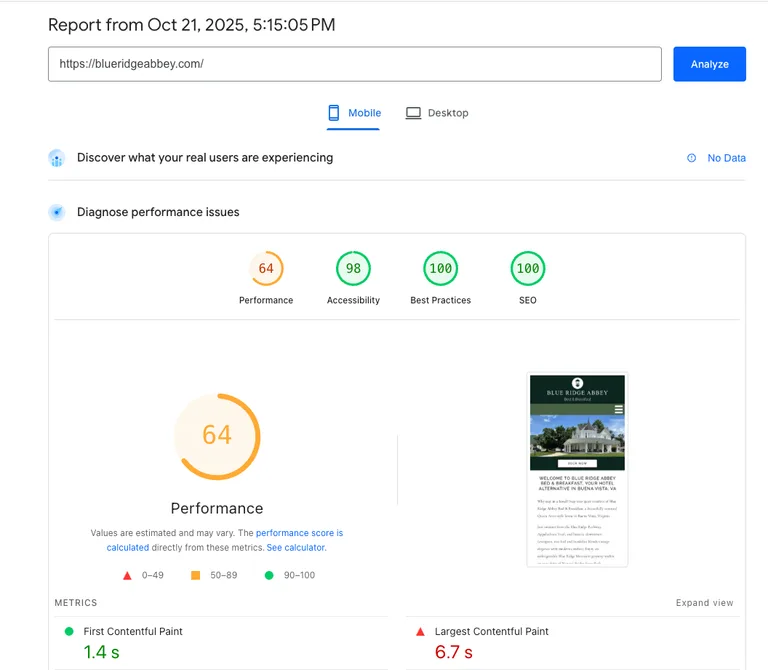 Report from Oct 21, 2025, 5:15:05 PM
https://blueridgeabbey.com/
Analyze
Mobile
Desktop
Discover what your real users are experiencing
No Data
Diagnose performance issues
64
98
100
100
Performance
Accessibility
Best Practices
SEO
BLUE RIDGE ABBEY
Bed & Breakfast
BOOK NOW
WELCOME TO BLUE RIDGE ABBEY
BED & BREAKFAST, YOUR HOTEL
ALTERNATIVE IN BUENA VISTA, VA
64
Performance
Values are estimated and may vary. The performance score is
calculated directly from these metrics. See calculator.
0–49
50–89
90–100
METRICS
Expand view
First Contentful Paint
1.4 s
Largest Contentful Paint
6.7 s